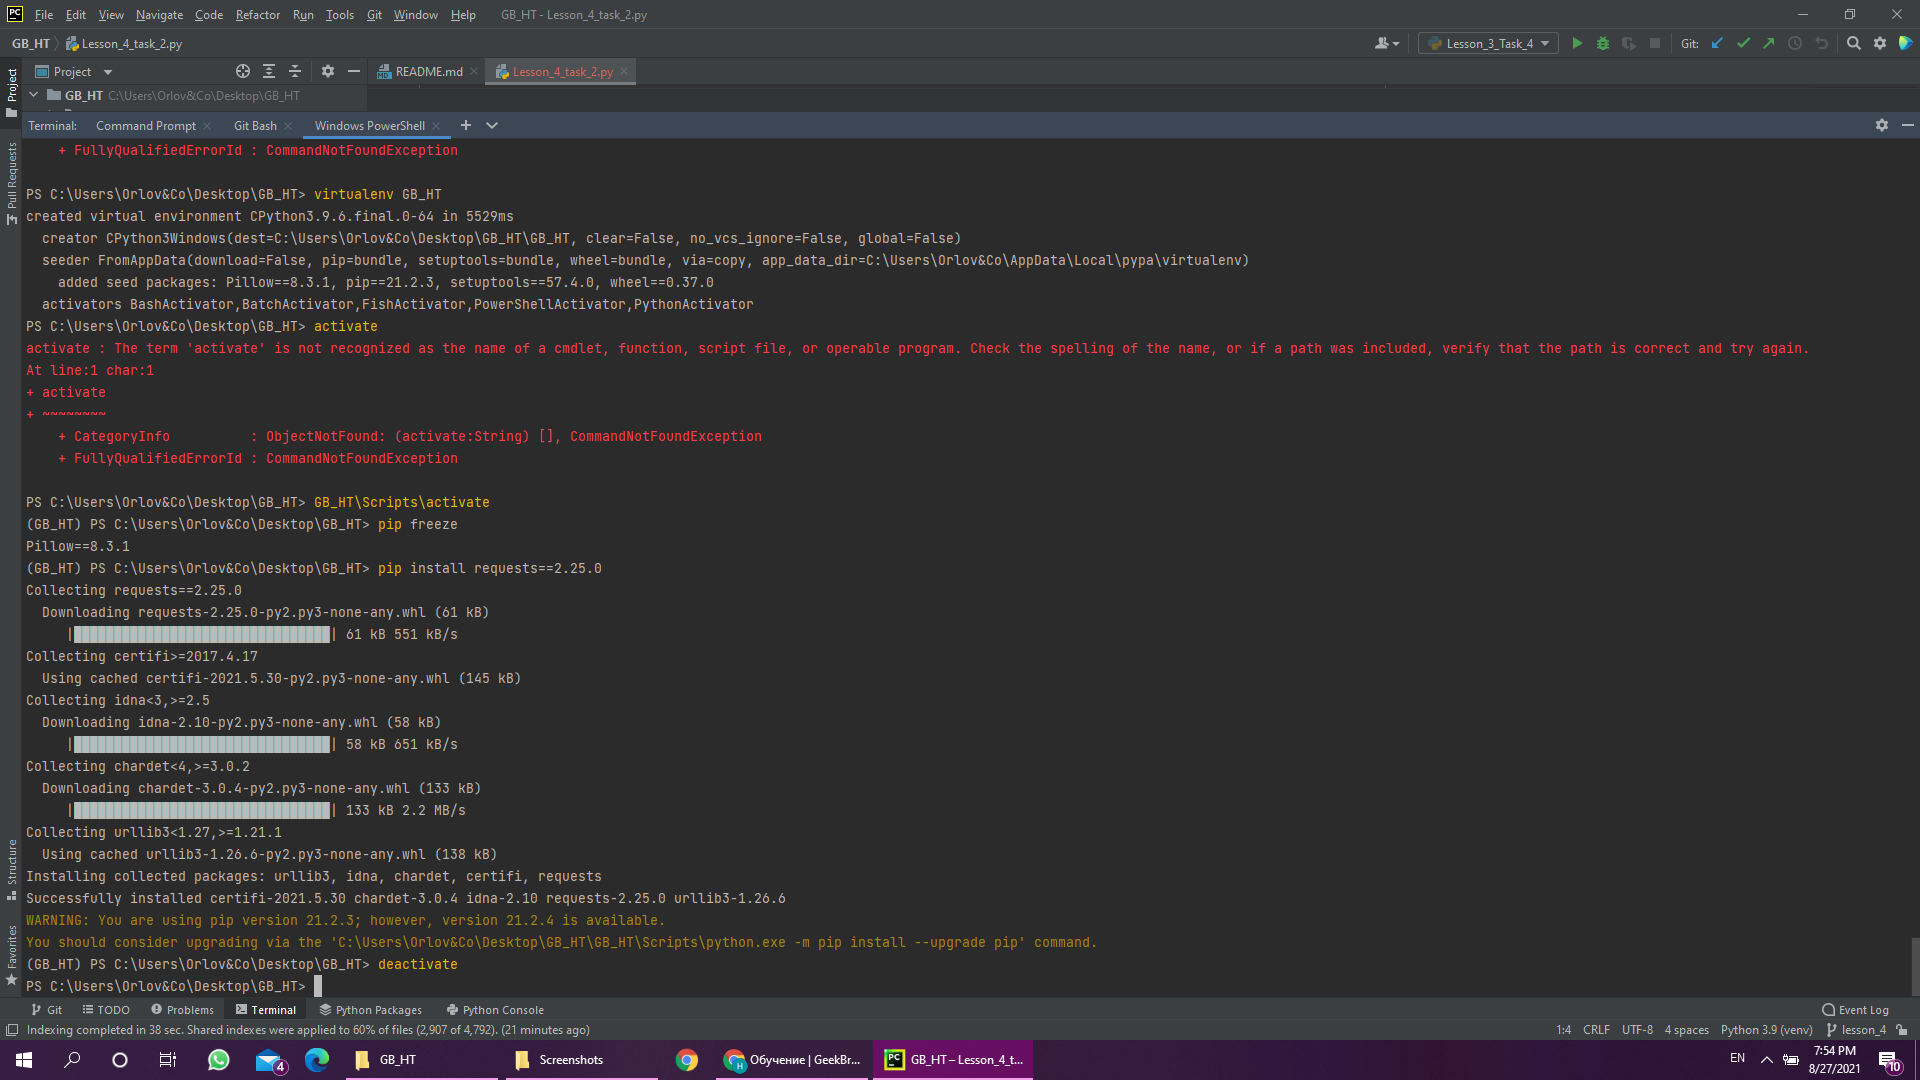 PC File Edit View Navigate Code Refactor Run Tools Git Window Help GB_HT - Lesson_4_task_2.py
GB_HT Lesson_4_task_2.py Lesson_3_Task_4 Git:
Project README.md Lesson_4_task_2.py
GB_HT C:\Users\Orlov&Co\Desktop\GB_HT
Terminal: Command Prompt Git Bash Windows PowerShell
+ FullyQualifiedErrorId : CommandNotFoundException
PS C:\Users\Orlov&Co\Desktop\GB_HT> virtualenv GB_HT
created virtual environment CPython3.9.6.final.0-64 in 5529ms
creator CPython3Windows(dest=C:\Users\Orlov&Co\Desktop\GB_HT\GB_HT, clear=False, no_vcs_ignore=False, global=False)
seeder FromAppData(download=False, pip=bundle, setuptools=bundle, wheel=bundle, via=copy, app_data_dir=C:\Users\Orlov&Co\AppData\Local\pypa\virtualenv)
added seed packages: Pillow==8.3.1, pip==21.2.3, setuptools==57.4.0, wheel==0.37.0
activators BashActivator,BatchActivator,FishActivator,PowerShellActivator,PythonActivator
PS C:\Users\Orlov&Co\Desktop\GB_HT> activate
activate : The term 'activate' is not recognized as the name of a cmdlet, function, script file, or operable program. Check the spelling of the name, or if a path was included, verify that the path is correct and try again.
At line:1 char:1
+ activate
+ ~~~~~~~~
+ CategoryInfo          : ObjectNotFound: (activate:String) [], CommandNotFoundException
+ FullyQualifiedErrorId : CommandNotFoundException
PS C:\Users\Orlov&Co\Desktop\GB_HT> GB_HT\Scripts\activate
(GB_HT) PS C:\Users\Orlov&Co\Desktop\GB_HT> pip freeze
Pillow==8.3.1
(GB_HT) PS C:\Users\Orlov&Co\Desktop\GB_HT> pip install requests==2.25.0
Collecting requests==2.25.0
Downloading requests-2.25.0-py2.py3-none-any.whl (61 kB)
|████████████████████████████████| 61 kB 551 kB/s
Collecting certifi>=2017.4.17
Using cached certifi-2021.5.30-py2.py3-none-any.whl (145 kB)
Collecting idna<3,>=2.5
Downloading idna-2.10-py2.py3-none-any.whl (58 kB)
|████████████████████████████████| 58 kB 651 kB/s
Collecting chardet<4,>=3.0.2
Downloading chardet-3.0.4-py2.py3-none-any.whl (133 kB)
|████████████████████████████████| 133 kB 2.2 MB/s
Collecting urllib3<1.27,>=1.21.1
Using cached urllib3-1.26.6-py2.py3-none-any.whl (138 kB)
Installing collected packages: urllib3, idna, chardet, certifi, requests
Successfully installed certifi-2021.5.30 chardet-3.0.4 idna-2.10 requests-2.25.0 urllib3-1.26.6
WARNING: You are using pip version 21.2.3; however, version 21.2.4 is available.
You should consider upgrading via the 'C:\Users\Orlov&Co\Desktop\GB_HT\GB_HT\Scripts\python.exe -m pip install --upgrade pip' command.
(GB_HT) PS C:\Users\Orlov&Co\Desktop\GB_HT> deactivate
PS C:\Users\Orlov&Co\Desktop\GB_HT>
Project
Pull Requests
Structure
Favorites
Git TODO Problems Terminal Python Packages Python Console Event Log
Indexing completed in 38 sec. Shared indexes were applied to 60% of files (2,907 of 4,792). (21 minutes ago) 1:4 CRLF UTF-8 4 spaces Python 3.9 (venv) lesson_4
4 GB_HT Screenshots H Обучение | GeekBr... PC GB_HT – Lesson_4_t... EN 7:54 PM
8/27/2021 10